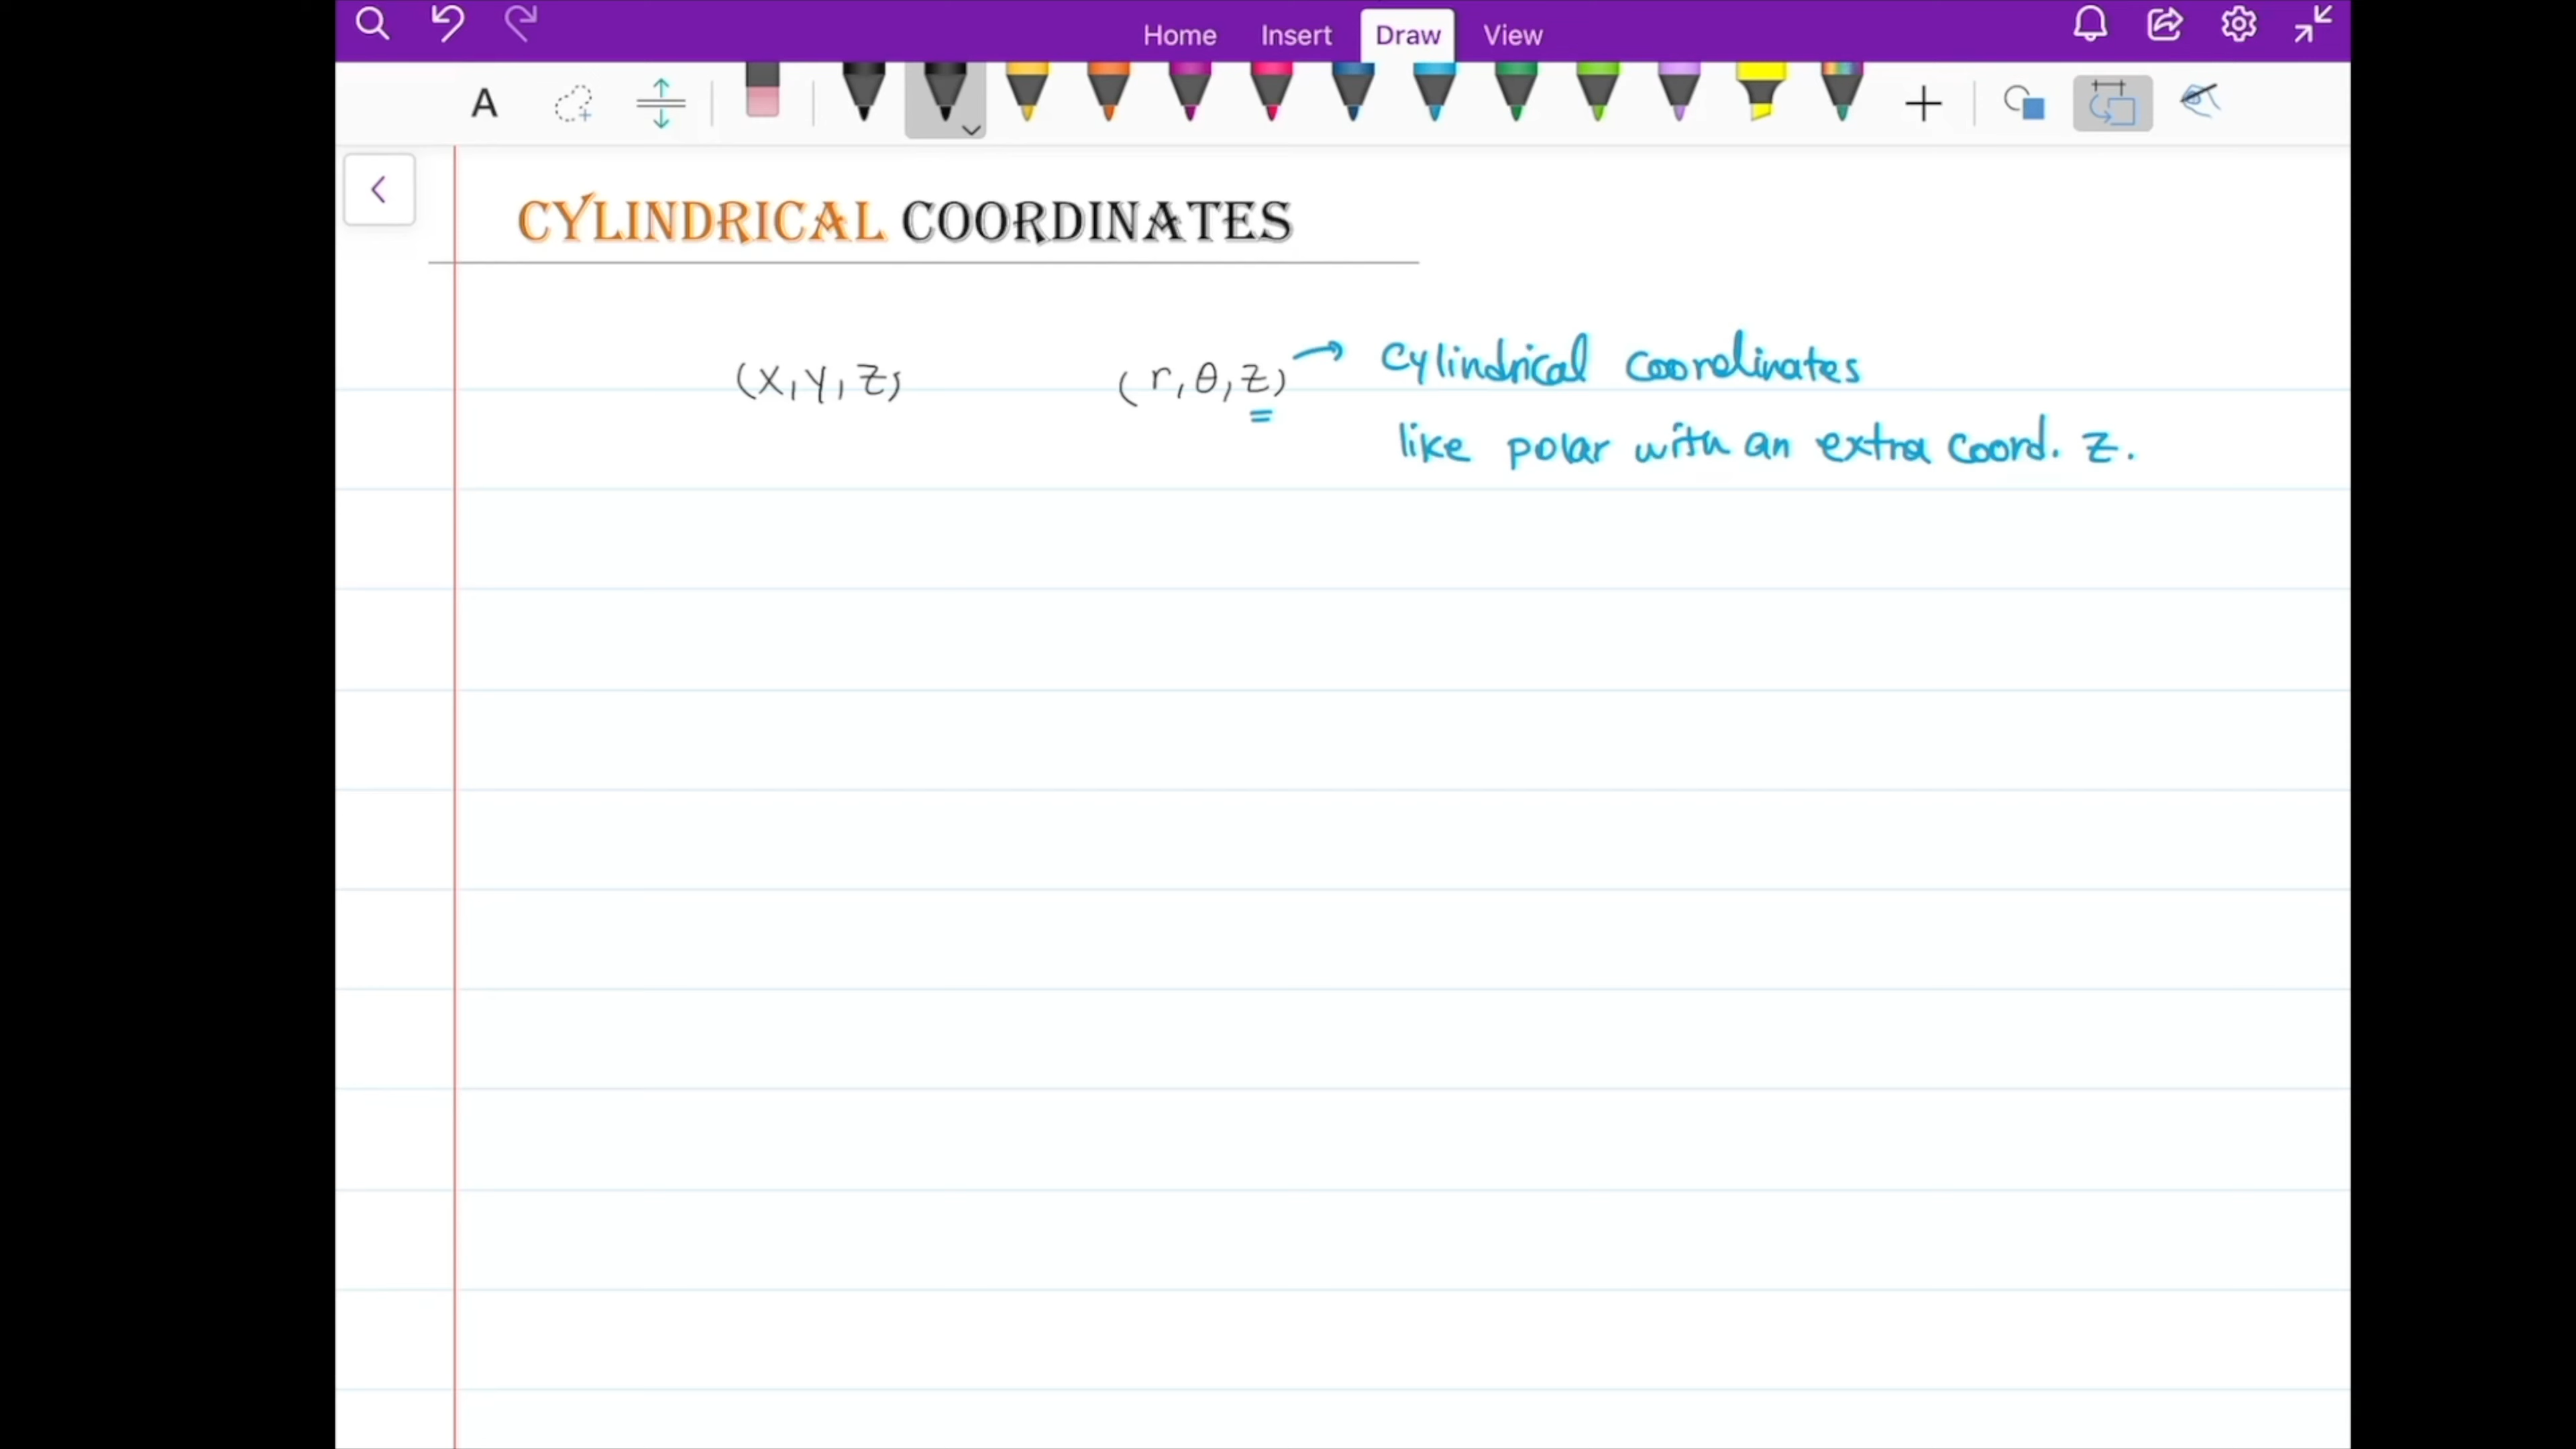 Home Insert Draw View
A
CYLINDRICAL COORDINATES
(x, y, z) (r, θ, z) → Cylindrical Coordinates
like polar with an extra Coord. z.